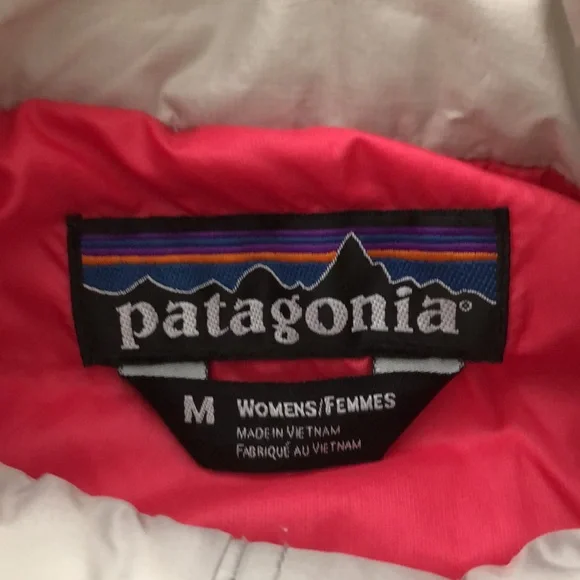 patagonia®
M WOMENS/FEMMES
MADE IN VIETNAM
FABRIQUÉ AU VIETNAM